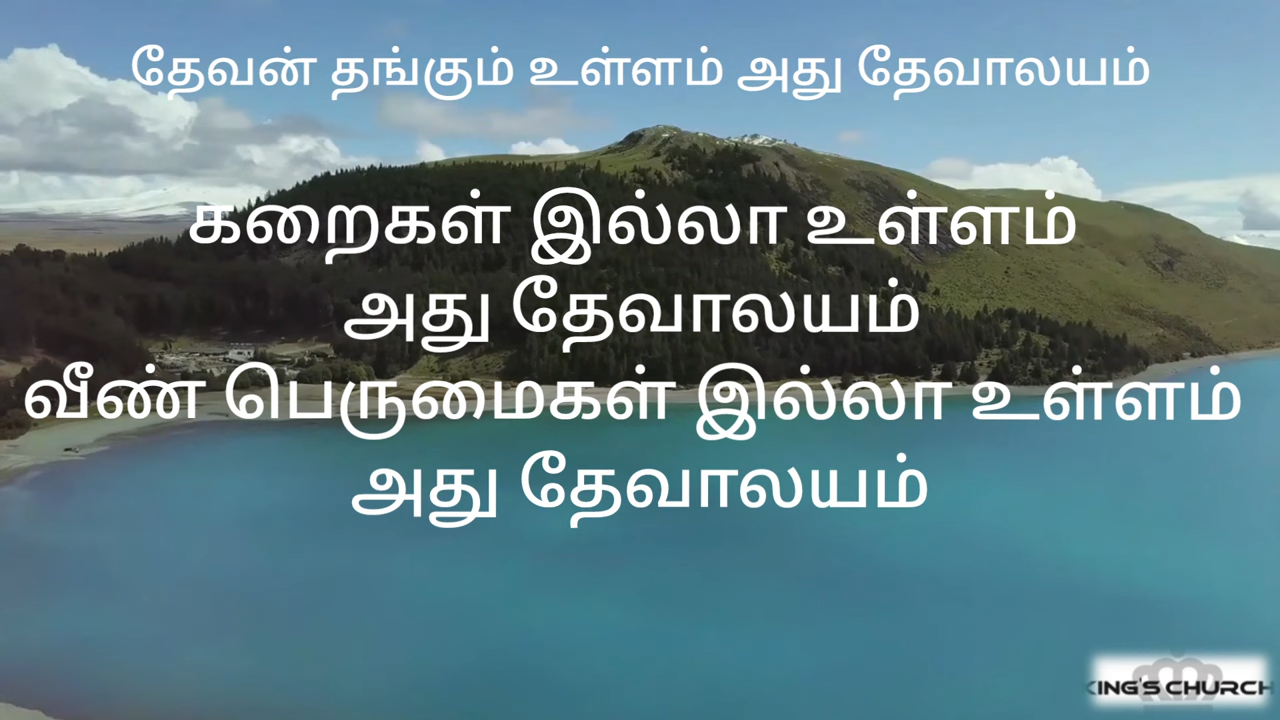 தேவன் தங்கும் உள்ளம் அது தேவாலயம்
கறைகள் இல்லா உள்ளம்
அது தேவாலயம்
வீண் பெருமைகள் இல்லா உள்ளம்
அது தேவாலயம்
KING'S CHURCH